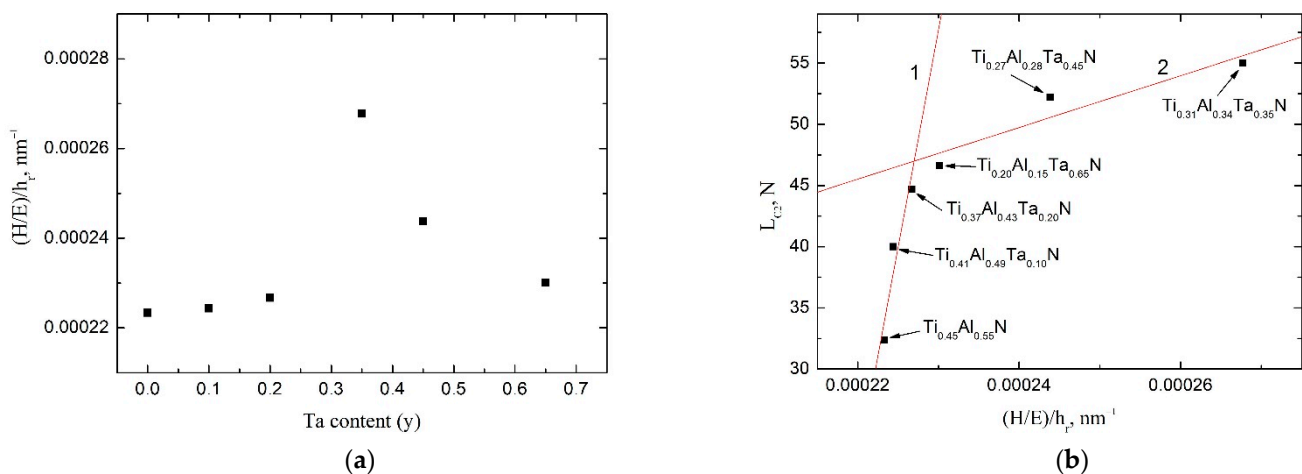 0.00028
0.00026
0.00024
0.00022
(H/E)/hᵣ, nm⁻¹
0.0 0.1 0.2 0.3 0.4 0.5 0.6 0.7
Ta content (y)
(a)
55
50
45
40
35
30
L_C2, N
1
2
Ti₀.₂₇Al₀.₂₈Ta₀.₄₅N
Ti₀.₃₁Al₀.₃₄Ta₀.₃₅N
Ti₀.₂₀Al₀.₁₅Ta₀.₆₅N
Ti₀.₃₇Al₀.₄₃Ta₀.₂₀N
Ti₀.₄₁Al₀.₄₉Ta₀.₁₀N
Ti₀.₄₅Al₀.₅₅N
0.00022 0.00024 0.00026
(H/E)/hᵣ, nm⁻¹
(b)